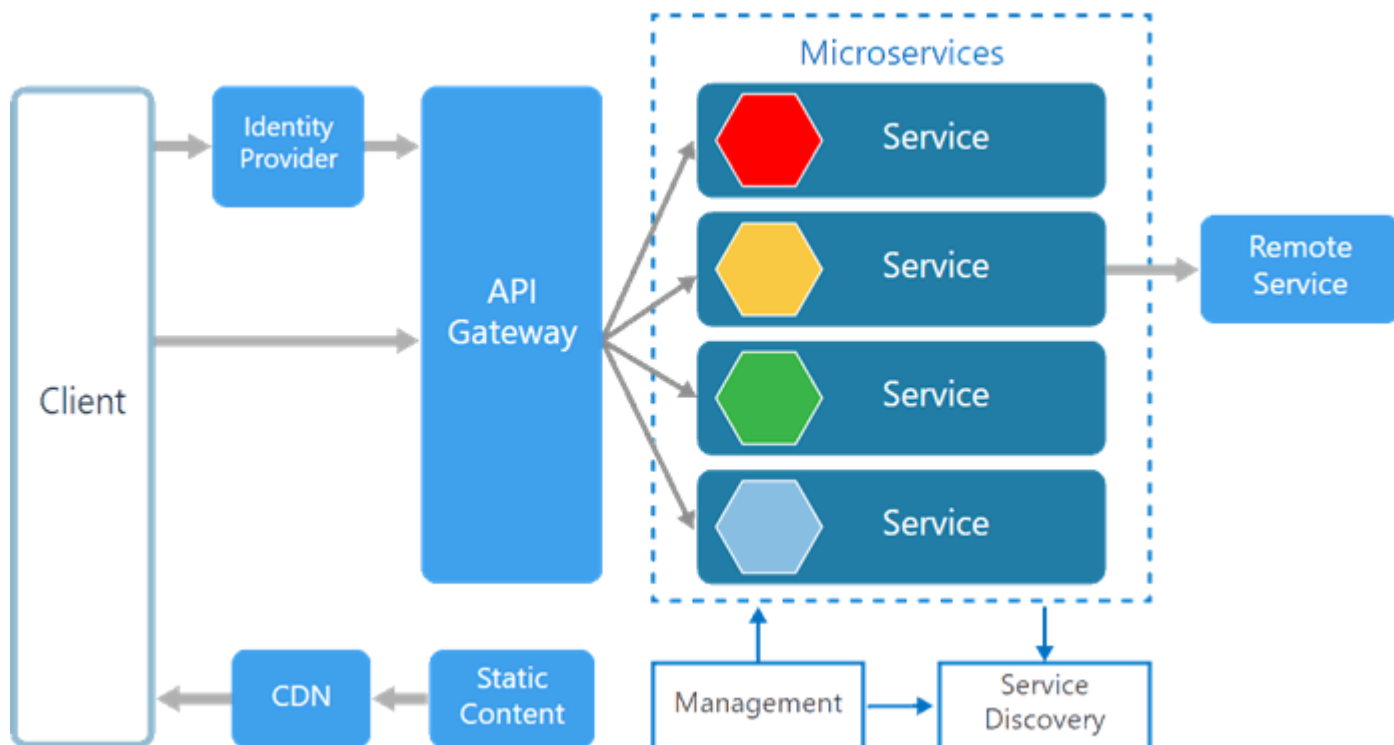 Microservices
Identity
Provider
Service
Service
Remote
Service
API
Gateway
Client
Service
Service
CDN
Static
Content
Management
Service
Discovery